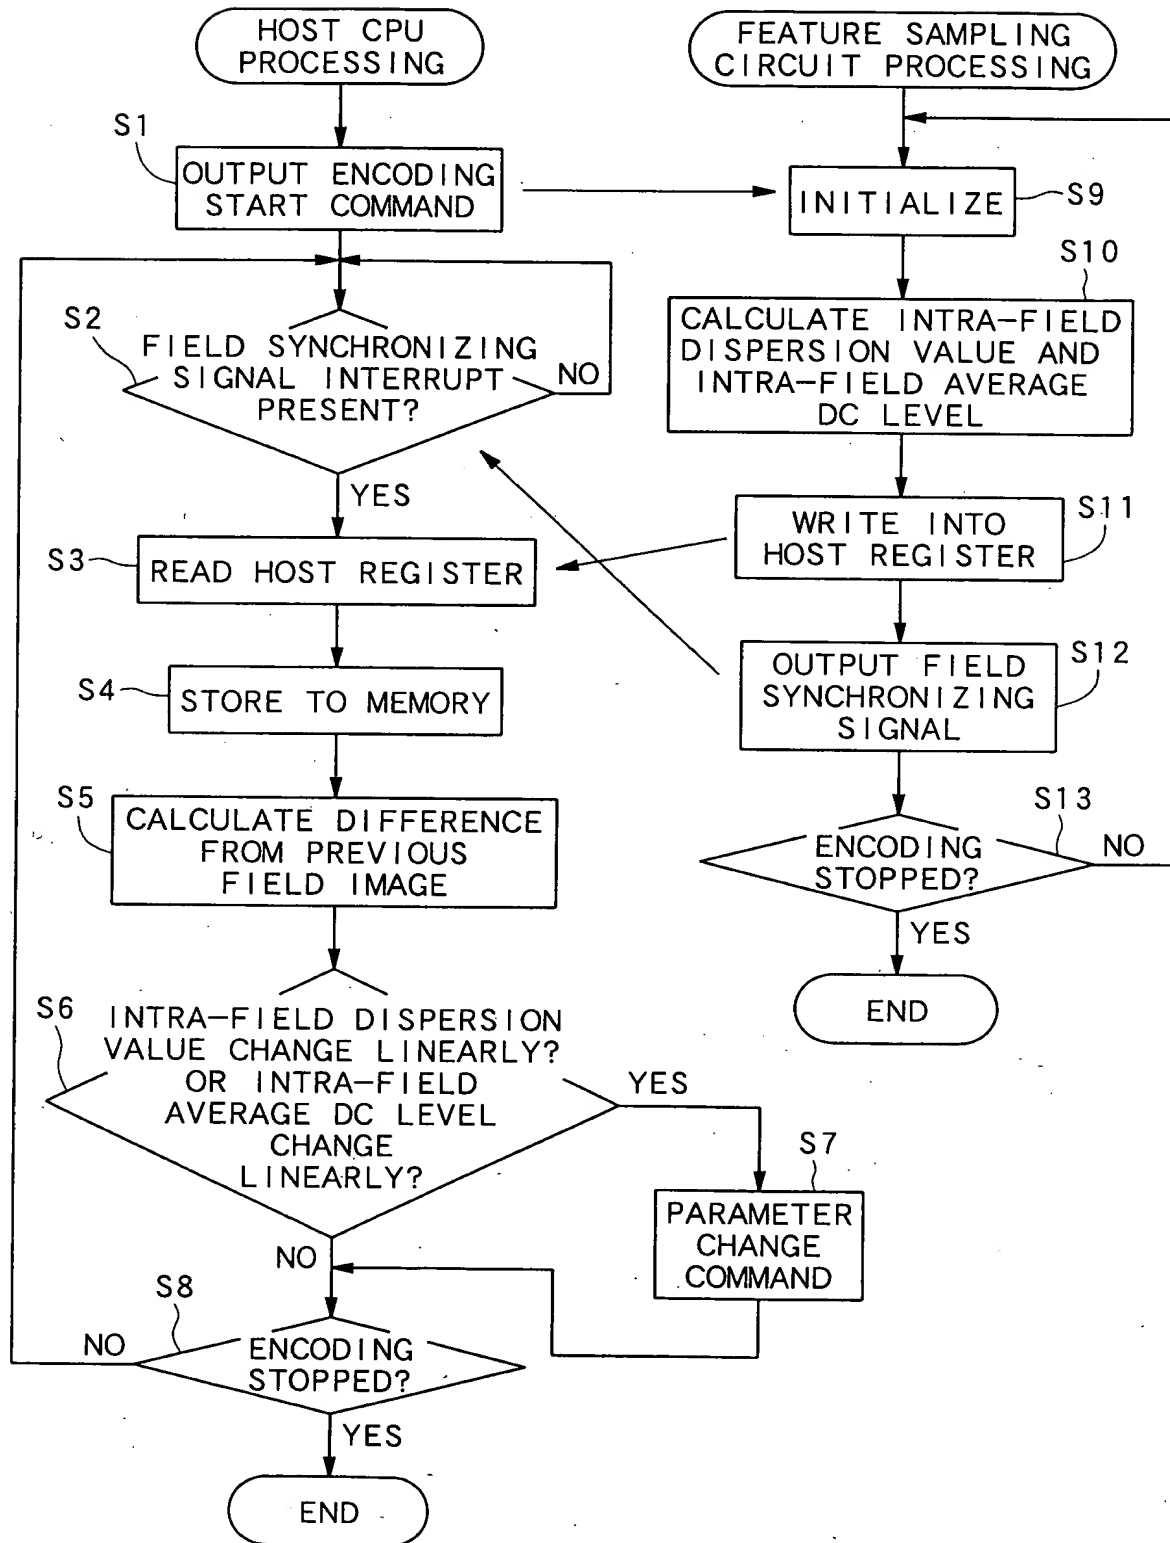 HOST CPU
PROCESSING
S1
OUTPUT ENCODING
START COMMAND
S2
FIELD SYNCHRONIZING
SIGNAL INTERRUPT
PRESENT?
NO
YES
S3
READ HOST REGISTER
S4
STORE TO MEMORY
S5
CALCULATE DIFFERENCE
FROM PREVIOUS
FIELD IMAGE
S6
INTRA-FIELD DISPERSION
VALUE CHANGE LINEARLY?
OR INTRA-FIELD
AVERAGE DC LEVEL
CHANGE
LINEARLY?
YES
NO
S7
PARAMETER
CHANGE
COMMAND
S8
ENCODING
STOPPED?
NO
YES
END
FEATURE SAMPLING
CIRCUIT PROCESSING
INITIALIZE
S9
S10
CALCULATE INTRA-FIELD
DISPERSION VALUE AND
INTRA-FIELD AVERAGE
DC LEVEL
S11
WRITE INTO
HOST REGISTER
S12
OUTPUT FIELD
SYNCHRONIZING
SIGNAL
S13
ENCODING
STOPPED?
NO
YES
END